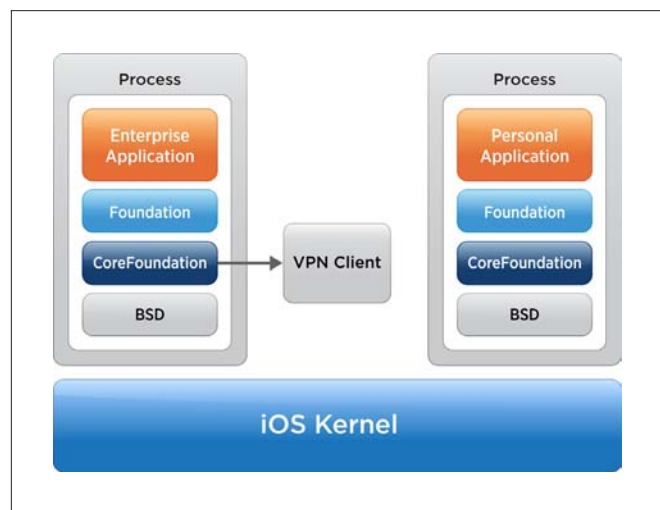 Process
Enterprise
Application
Foundation
CoreFoundation
BSD
VPN Client
Process
Personal
Application
Foundation
CoreFoundation
BSD
iOS Kernel